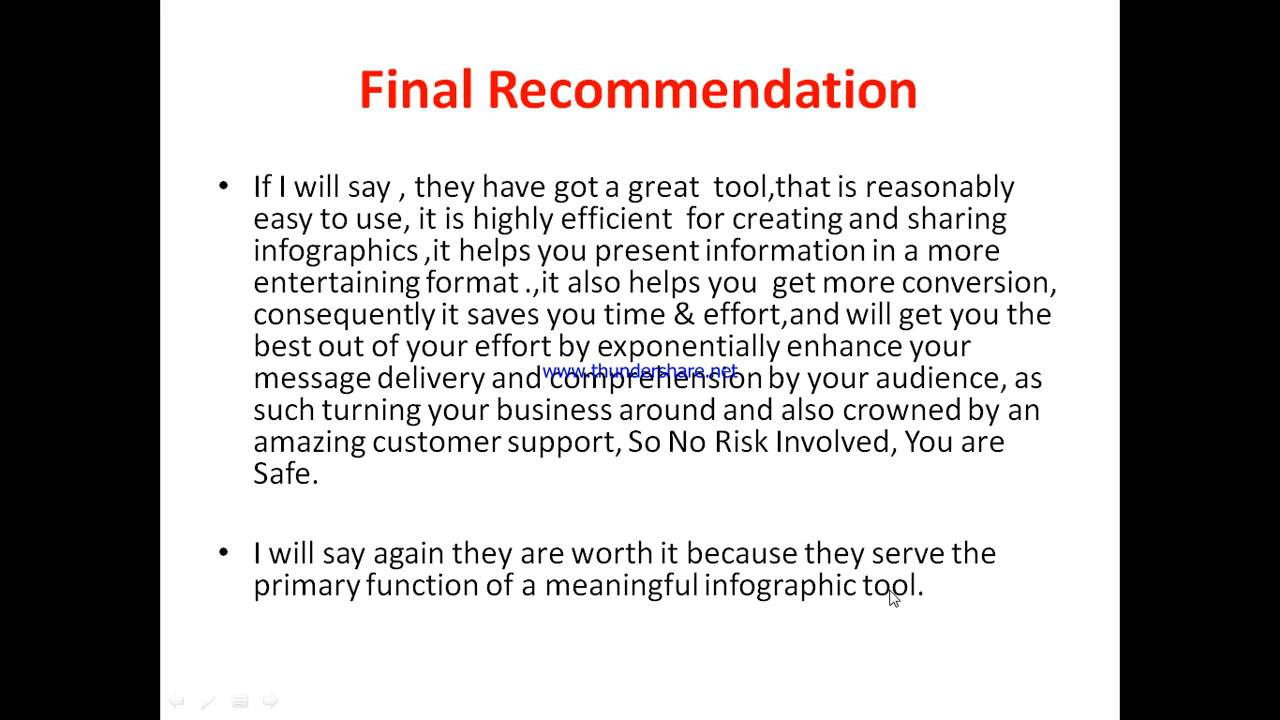 Final Recommendation
• If I will say , they have got a great  tool,that is reasonably
easy to use, it is highly efficient  for creating and sharing
infographics ,it helps you present information in a more
entertaining format .,it also helps you  get more conversion,
consequently it saves you time & effort,and will get you the
best out of your effort by exponentially enhance your
www.thundershare.net
message delivery and comprehension by your audience, as
such turning your business around and also crowned by an
amazing customer support, So No Risk Involved, You are
Safe.
• I will say again they are worth it because they serve the
primary function of a meaningful infographic tool.